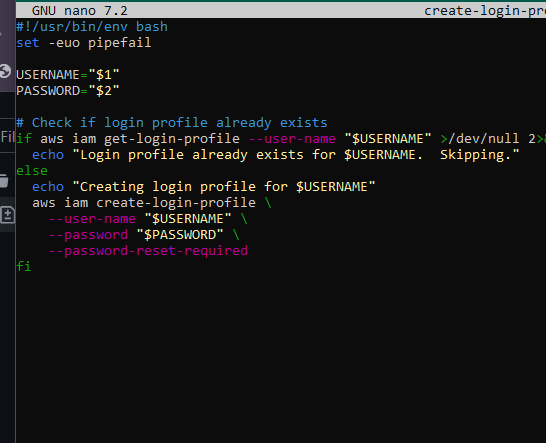 GNU nano 7.2 create-login-pr
#!/usr/bin/env bash
set -euo pipefail
USERNAME="$1"
PASSWORD="$2"
# Check if login profile already exists
if aws iam get-login-profile --user-name "$USERNAME" >/dev/null 2>&
echo "Login profile already exists for $USERNAME.  Skipping."
else
echo "Creating login profile for $USERNAME"
aws iam create-login-profile \
--user-name "$USERNAME" \
--password "$PASSWORD" \
--password-reset-required
fi
Fil